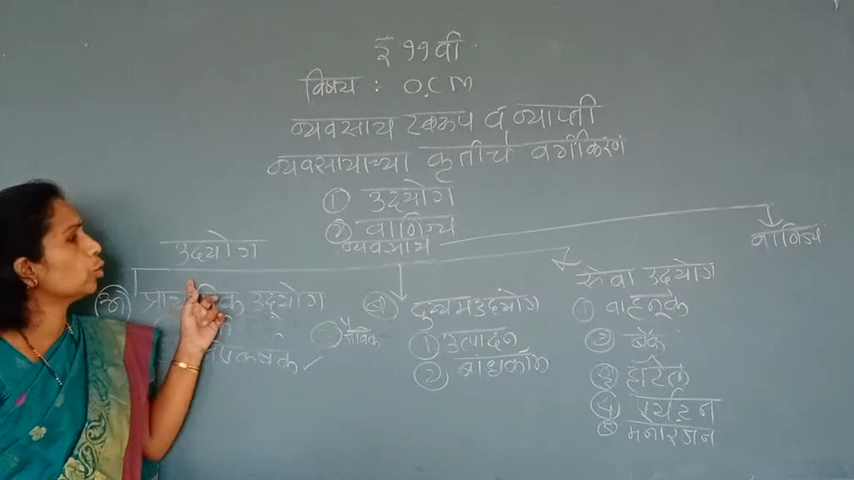 इ ११वी
विषय : O.C.M
व्यवसाय स्वरूप व व्याप्ती
व्यवसायाच्या कृतीचे वर्गीकरण
① उद्योग
② वाणिज्य
व्यवसाय
वाणिज्य
उद्योग
अ उद्योग
② जैविक
ब दुय्यम उद्योग
① उत्पादन
② बांधकाम
सेवा उद्योग
① वाहतूक
② बँक
③ हॉटेल
④ पर्यटन
⑤ मनोरंजन